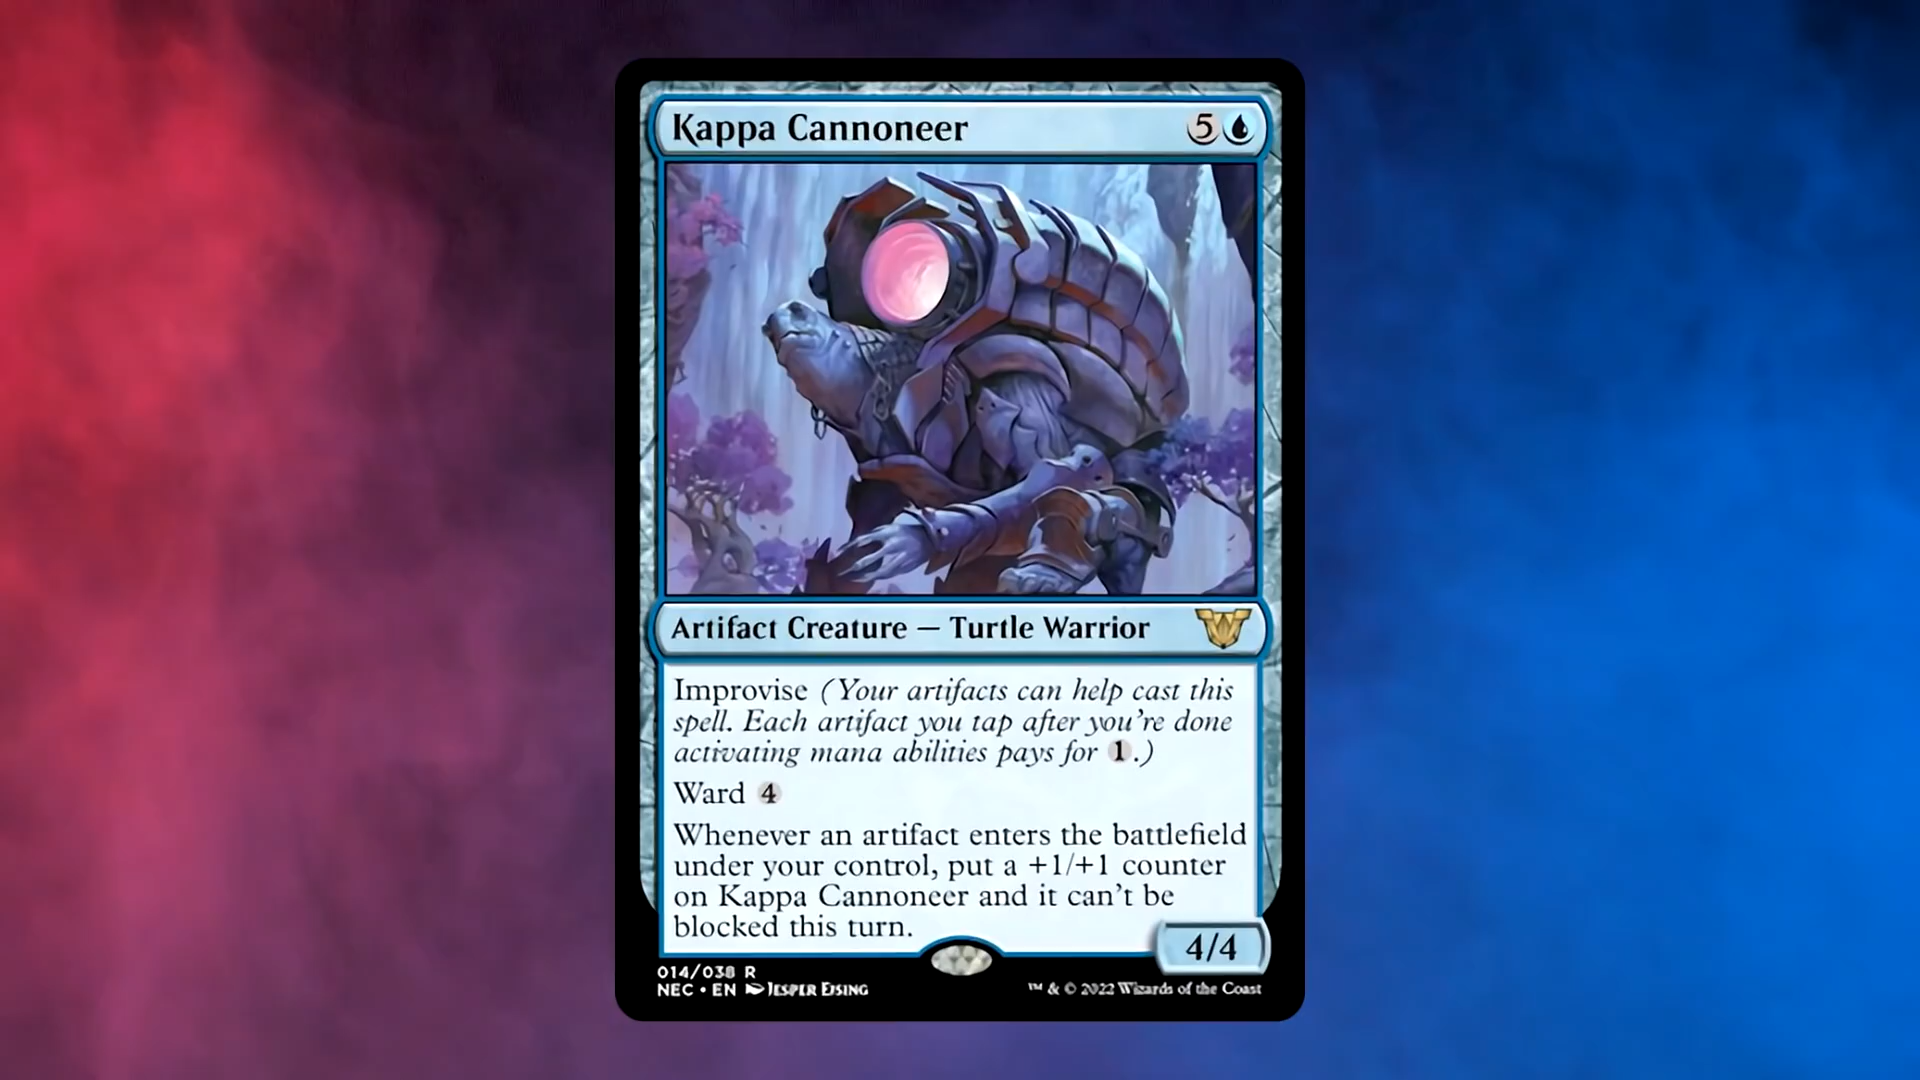 Kappa Cannoneer 5
Artifact Creature — Turtle Warrior
Improvise (Your artifacts can help cast this
spell. Each artifact you tap after you're done
activating mana abilities pays for 1.)
Ward 4
Whenever an artifact enters the battlefield
under your control, put a +1/+1 counter
on Kappa Cannoneer and it can't be
blocked this turn.
4/4
014/038 R
NEC • EN Jesper Ejsing
™ & © 2022 Wizards of the Coast